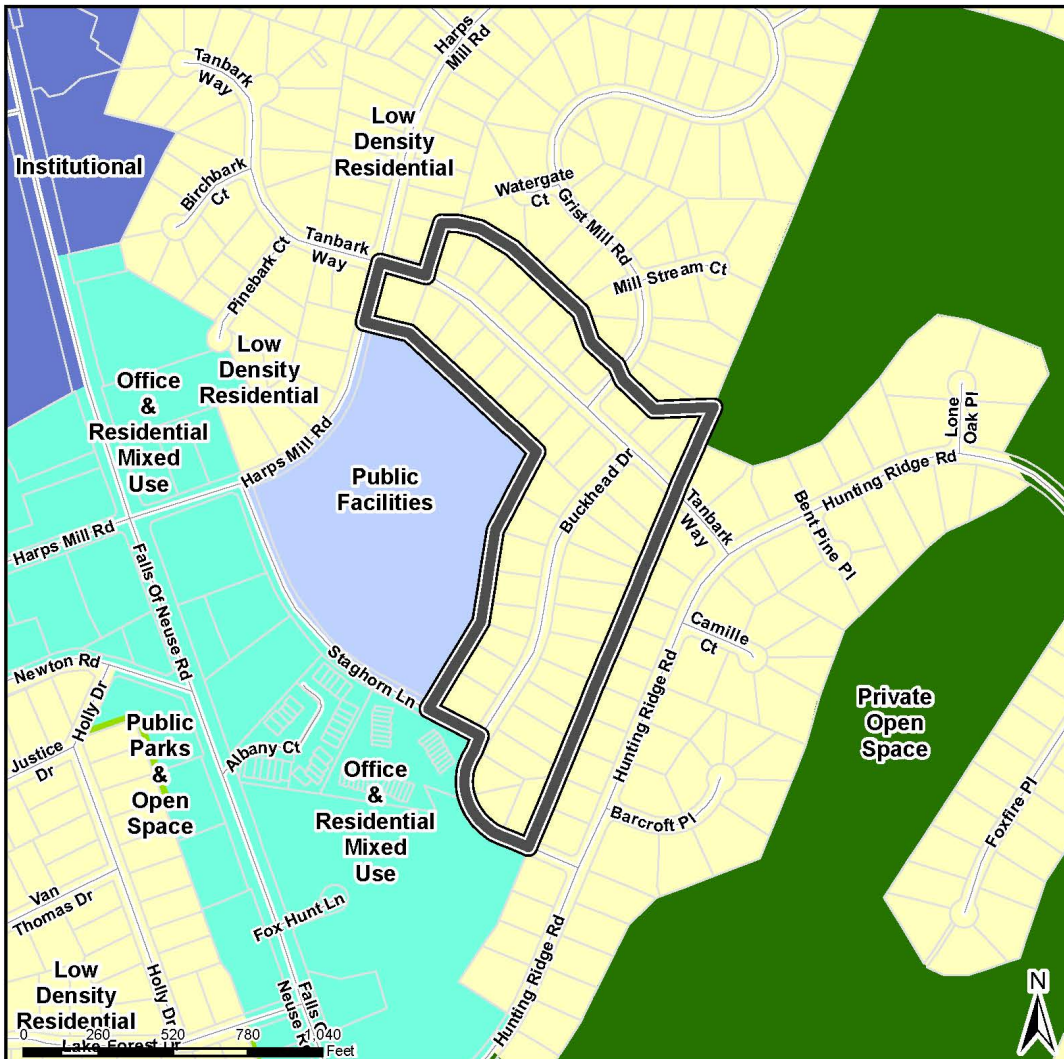 Harps
Mill Rd
Tanbark
Way
Low
Density
Residential
Institutional
Birchbark
Ct
Watergate
Ct
Grist Mill Rd
Tanbark
Way
Pinebark Ct
Mill Stream Ct
Low
Density
Residential
Office
&
Residential
Mixed
Use
Harps Mill Rd
Public
Facilities
Lone
Oak Pl
Hunting Ridge Rd
Buckhead Dr
Tanbark
Way
Bent Pine Pl
Harps Mill Rd
Falls Of Neuse Rd
Camille
Ct
Staghorn Ln
Newton Rd
Holly Dr
Hunting Ridge Rd
Private
Open
Space
Justice
Dr
Public
Parks
&
Open
Space
Albany Ct
Office
&
Residential
Mixed
Use
Barcroft Pl
Foxfire Pl
Van
Thomas Dr
Fox Hunt Ln
Hunting Ridge Rd
Low
Density
Residential
Holly Dr
Neuse Rd
Falls O
N
0 260 520 780 1,040
Feet
Lake Forest Dr